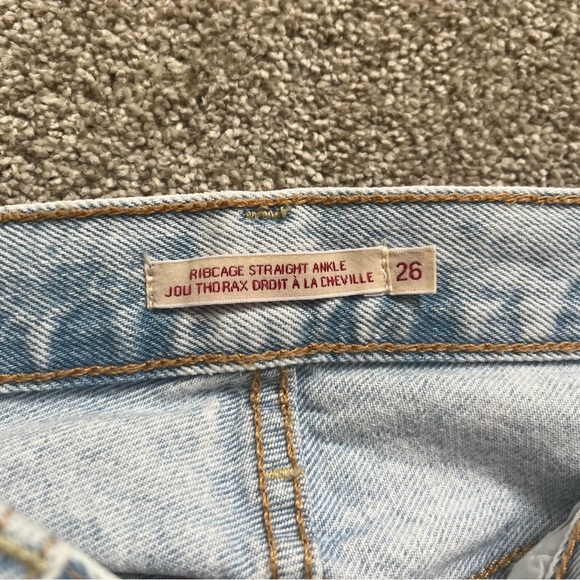 RIBCAGE STRAIGHT ANKLE
JOU THORAX DROIT À LA CHEVILLE
26